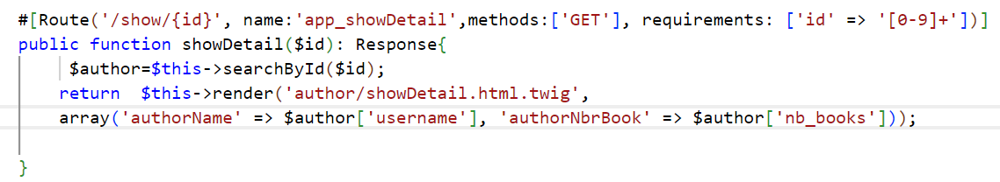 #[Route('/show/{id}', name:'app_showDetail',methods:['GET'], requirements: ['id' => '[0-9]+'])]
public function showDetail($id): Response{
$author=$this->searchById($id);
return  $this->render('author/showDetail.html.twig',
array('authorName' => $author['username'], 'authorNbrBook' => $author['nb_books']));
}